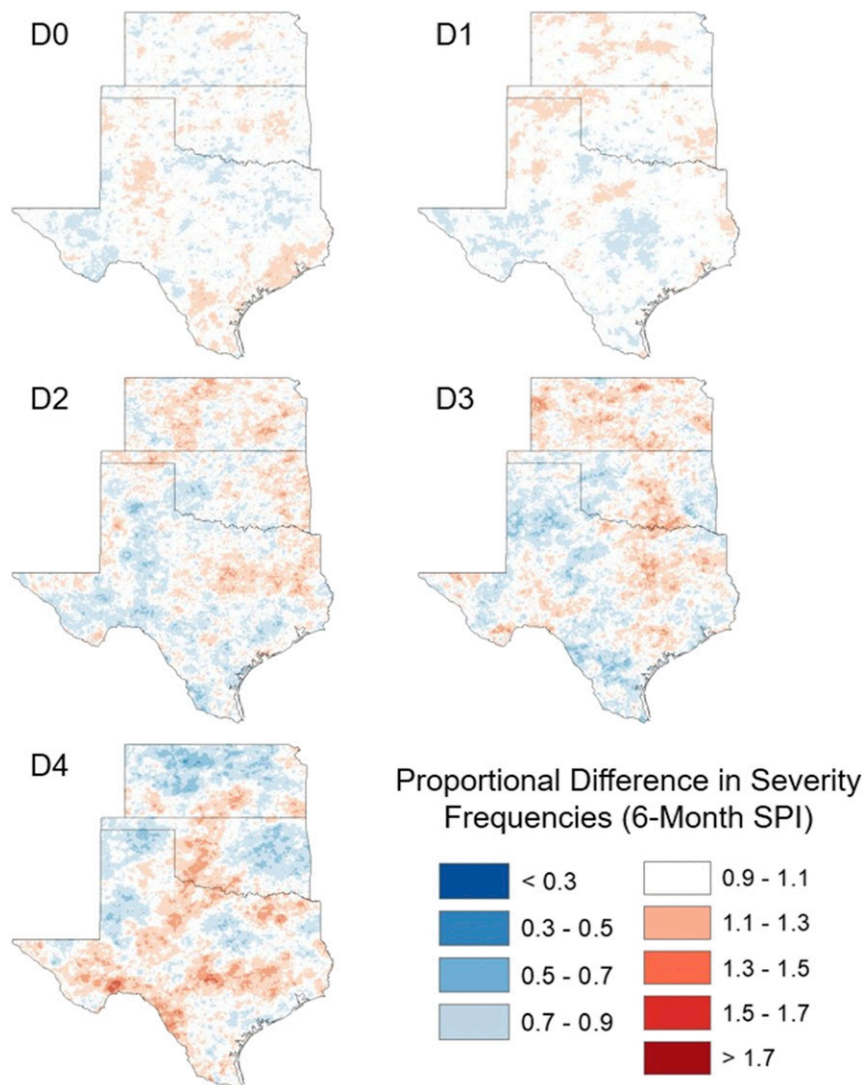 D0
D1
D2
D3
D4
Proportional Difference in Severity
Frequencies (6-Month SPI)
< 0.3
0.3 - 0.5
0.5 - 0.7
0.7 - 0.9
0.9 - 1.1
1.1 - 1.3
1.3 - 1.5
1.5 - 1.7
> 1.7